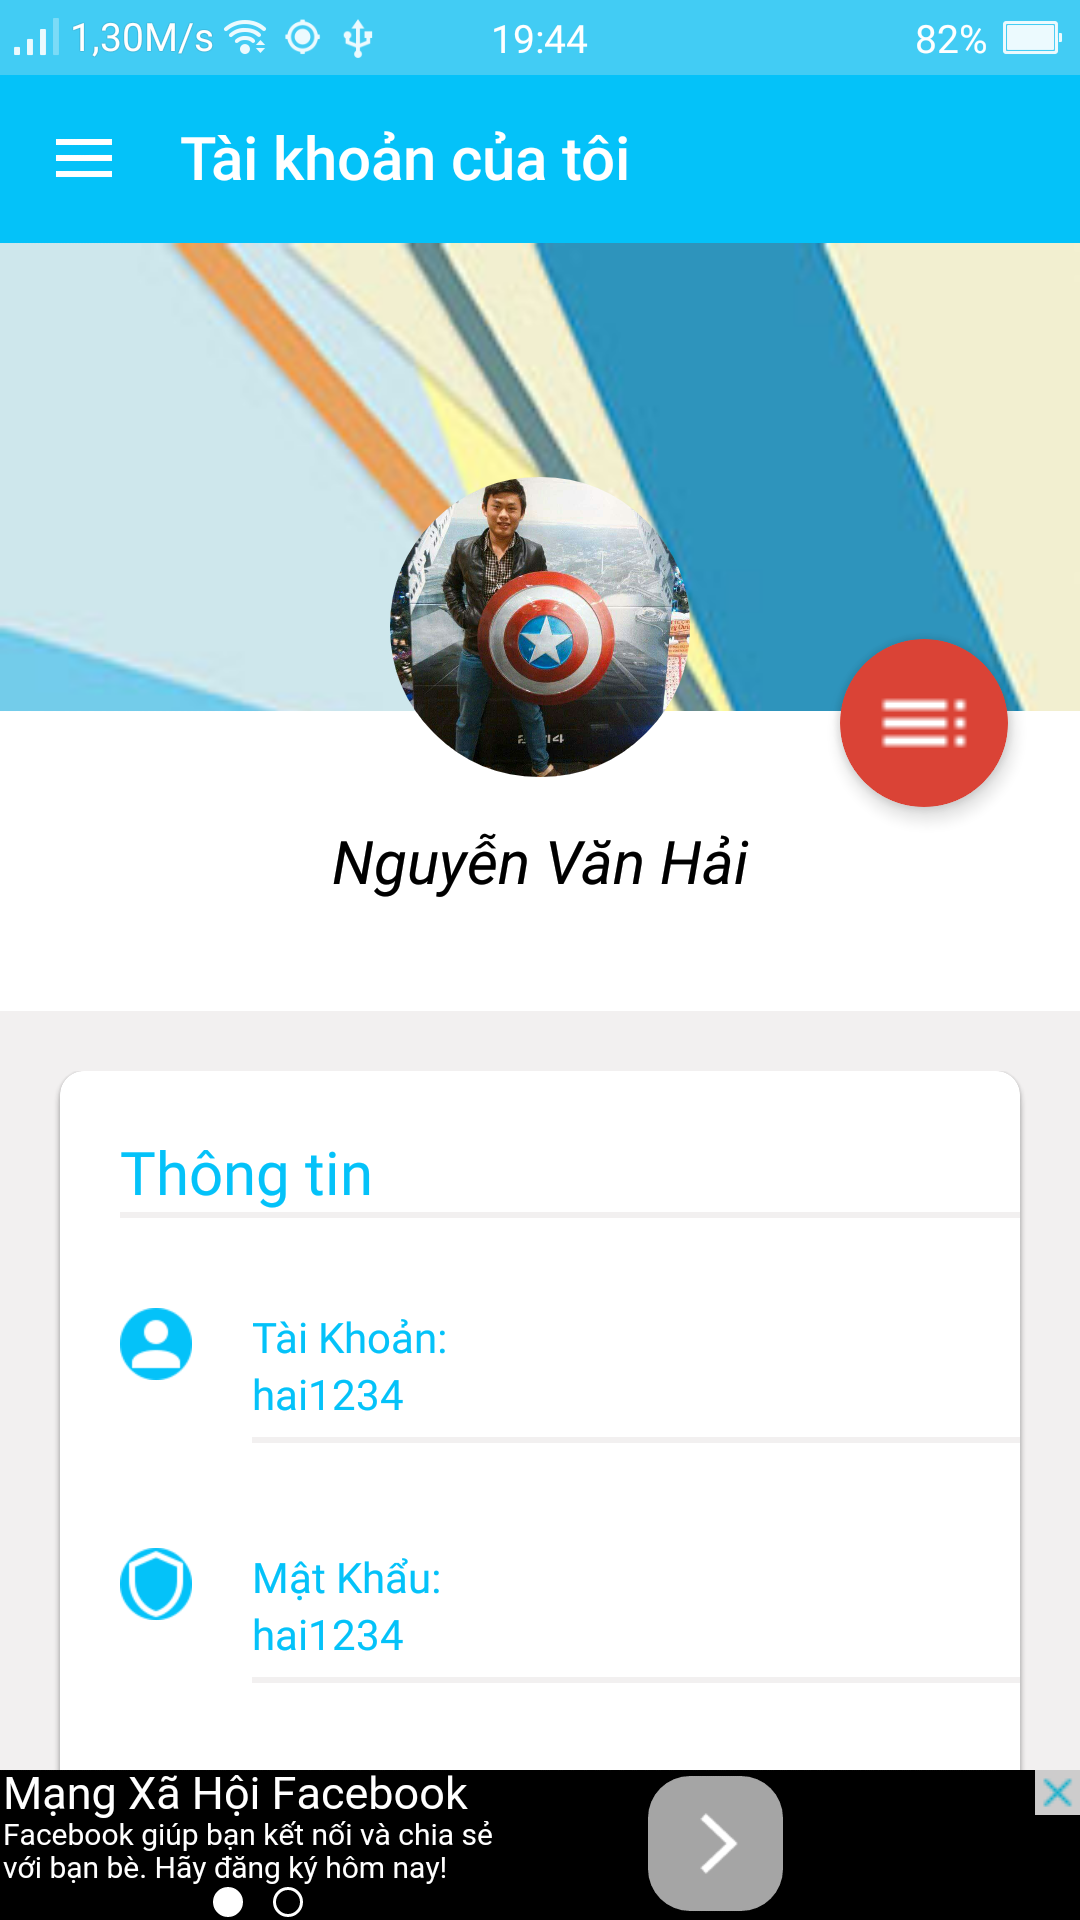 1,30M/s 19:44 82%
Tài khoản của tôi
Nguyễn Văn Hải
Thông tin
Tài Khoản:
hai1234
Mật Khẩu:
hai1234
Mạng Xã Hội Facebook
Facebook giúp bạn kết nối và chia sẻ
với bạn bè. Hãy đăng ký hôm nay!